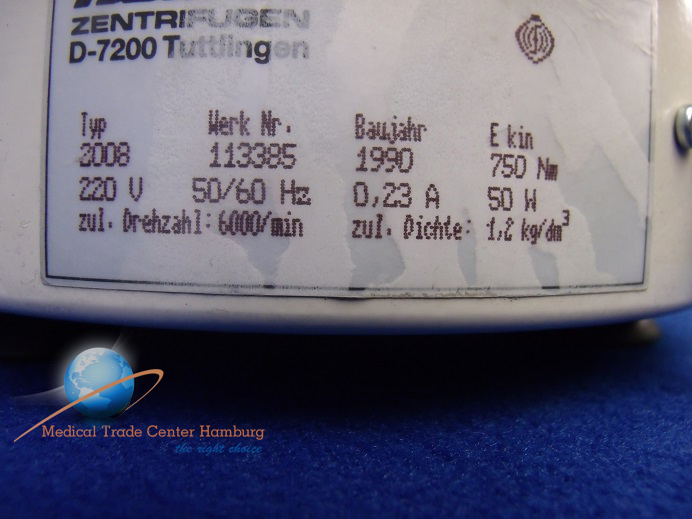 ZENTRIFUGEN
D-7200 Tuttlingen
Typ Werk Nr. Baujahr E kin
2008 113385 1990 750 Nm
220 V 50/60 Hz 0,23 A 50 W
zul. Drehzahl: 6000/min zul. Dichte: 1,2 kg/dm³
Medical Trade Center Hamburg
the right choice